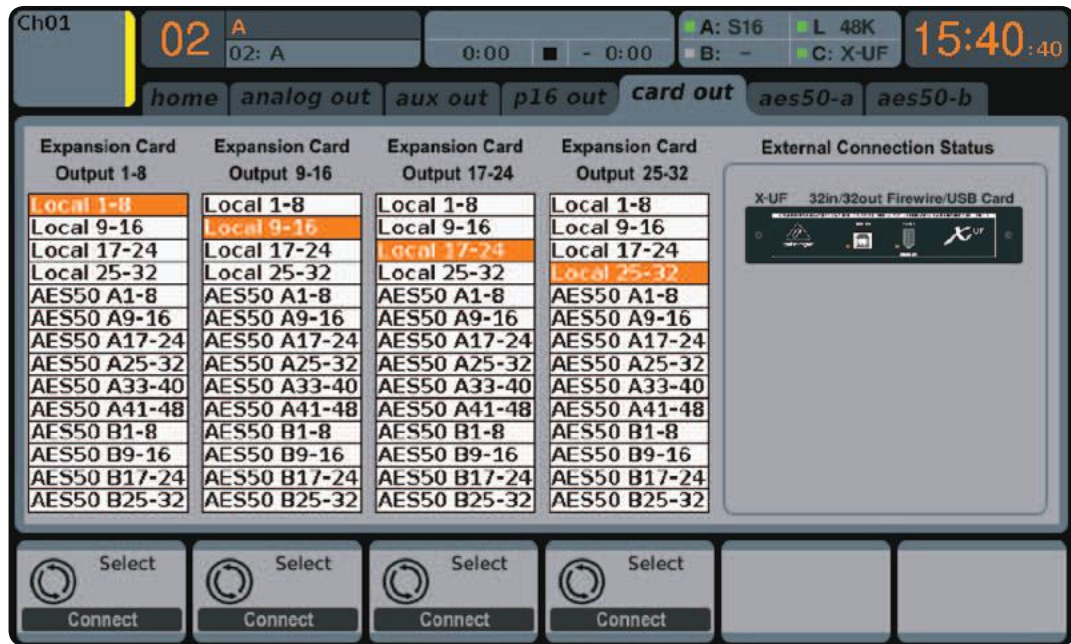 Ch01
02
A
02: A
0:00 - 0:00
A: S16
B: -
L 48K
C: X-UF
15:40:40
home
analog out
aux out
p16 out
card out
aes50-a
aes50-b
Expansion Card
Output 1-8
Local 1-8
Local 9-16
Local 17-24
Local 25-32
AES50 A1-8
AES50 A9-16
AES50 A17-24
AES50 A25-32
AES50 A33-40
AES50 A41-48
AES50 B1-8
AES50 B9-16
AES50 B17-24
AES50 B25-32
Expansion Card
Output 9-16
Local 1-8
Local 9-16
Local 17-24
Local 25-32
AES50 A1-8
AES50 A9-16
AES50 A17-24
AES50 A25-32
AES50 A33-40
AES50 A41-48
AES50 B1-8
AES50 B9-16
AES50 B17-24
AES50 B25-32
Expansion Card
Output 17-24
Local 1-8
Local 9-16
Local 17-24
Local 25-32
AES50 A1-8
AES50 A9-16
AES50 A17-24
AES50 A25-32
AES50 A33-40
AES50 A41-48
AES50 B1-8
AES50 B9-16
AES50 B17-24
AES50 B25-32
Expansion Card
Output 25-32
Local 1-8
Local 9-16
Local 17-24
Local 25-32
AES50 A1-8
AES50 A9-16
AES50 A17-24
AES50 A25-32
AES50 A33-40
AES50 A41-48
AES50 B1-8
AES50 B9-16
AES50 B17-24
AES50 B25-32
External Connection Status
X-UF 32in/32out Firewire/USB Card
X UF
Select
Connect
Select
Connect
Select
Connect
Select
Connect